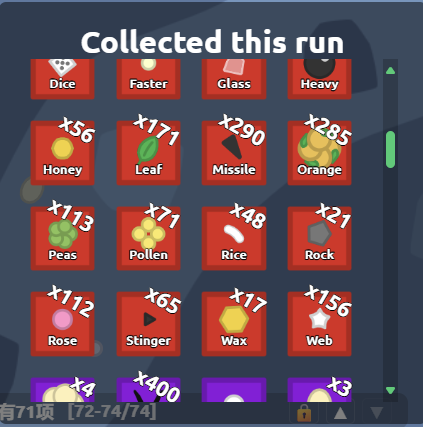 Collected this run
Dice Faster Glass Heavy
x56 x171 x290 x285
Honey Leaf Missile Orange
x113 x71 x48 x21
Peas Pollen Rice Rock
x112 x65 x17 x156
Rose Stinger Wax Web
x4 x400 x3
有71项 [72-74/74]